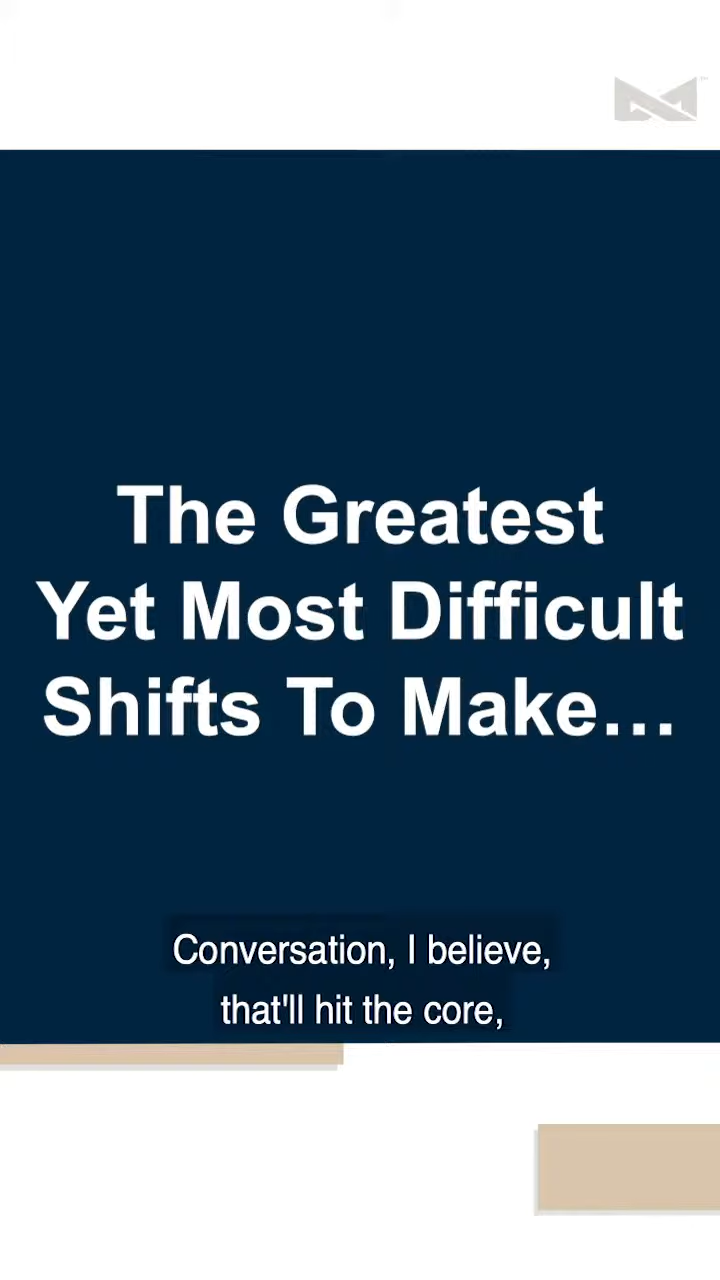 The Greatest
Yet Most Difficult
Shifts To Make...
Conversation, I believe,
that'll hit the core,